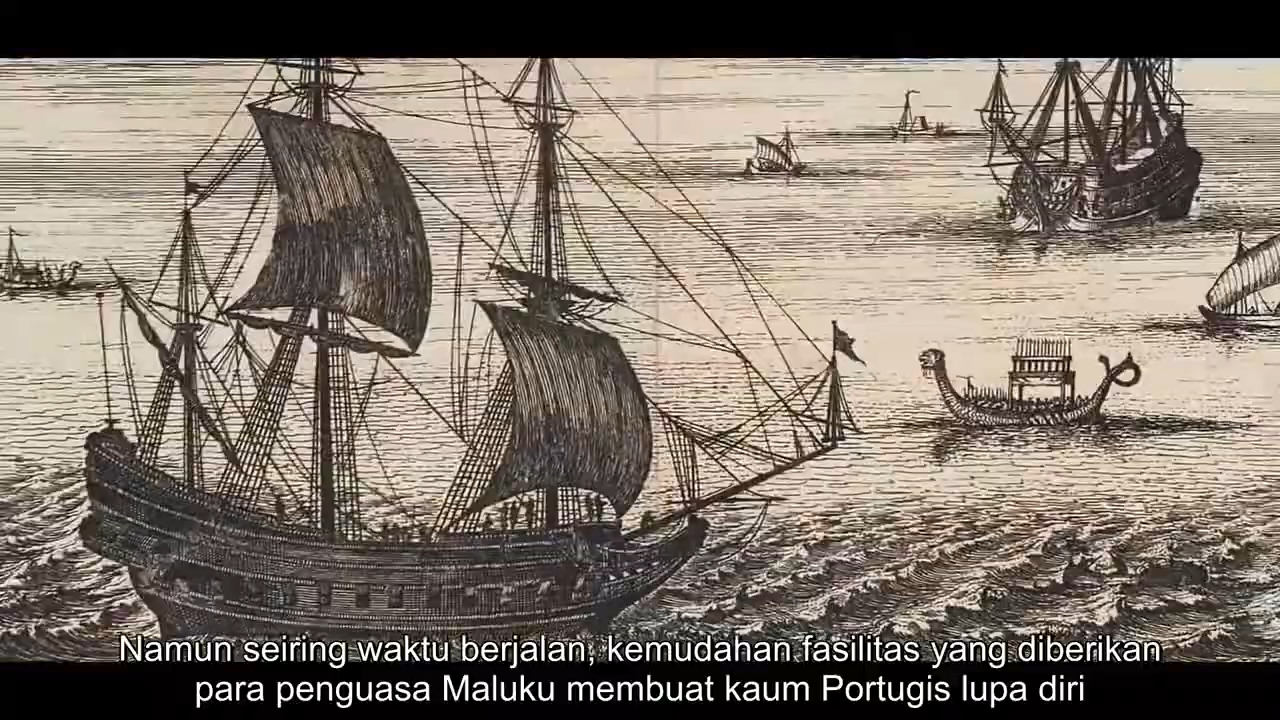 Namun seiring waktu berjalan, kemudahan fasilitas yang diberikan
para penguasa Maluku membuat kaum Portugis lupa diri